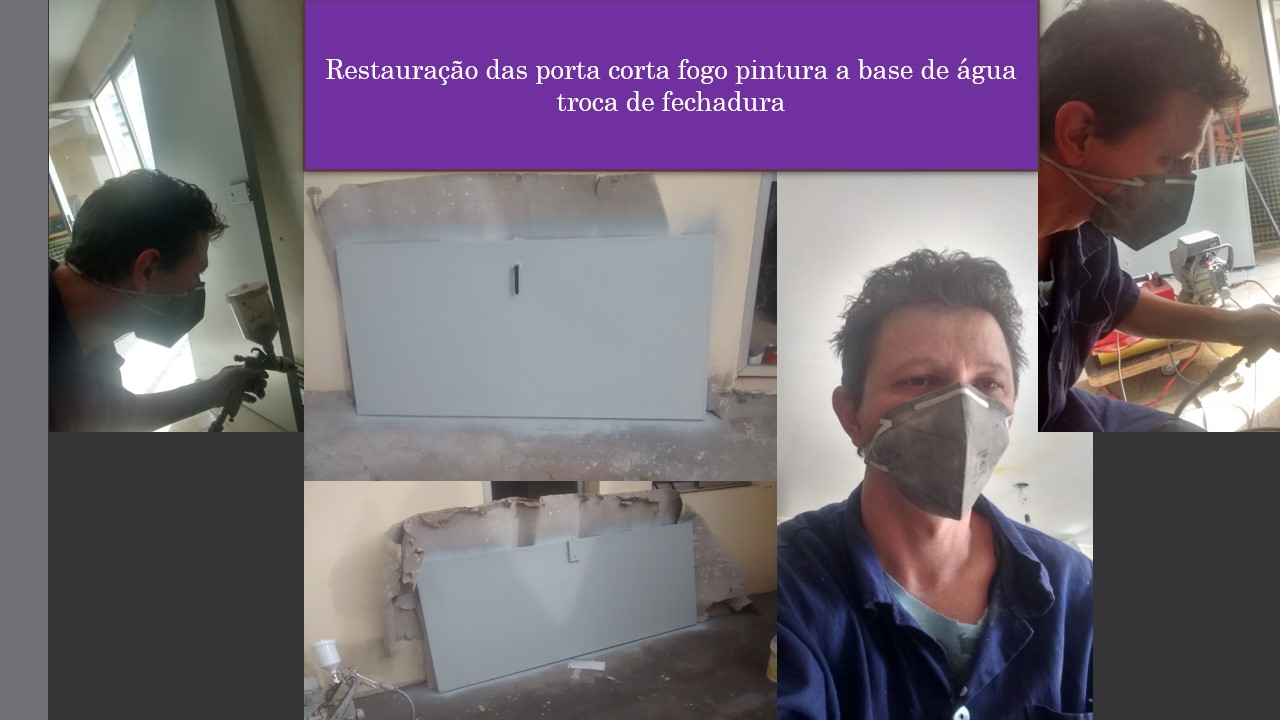 Restauração das porta corta fogo pintura a base de água
troca de fechadura